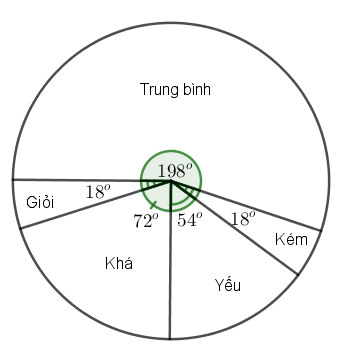 Trung bình
198°
Giỏi
18°
72°
54°
18°
Kém
Khá
Yếu